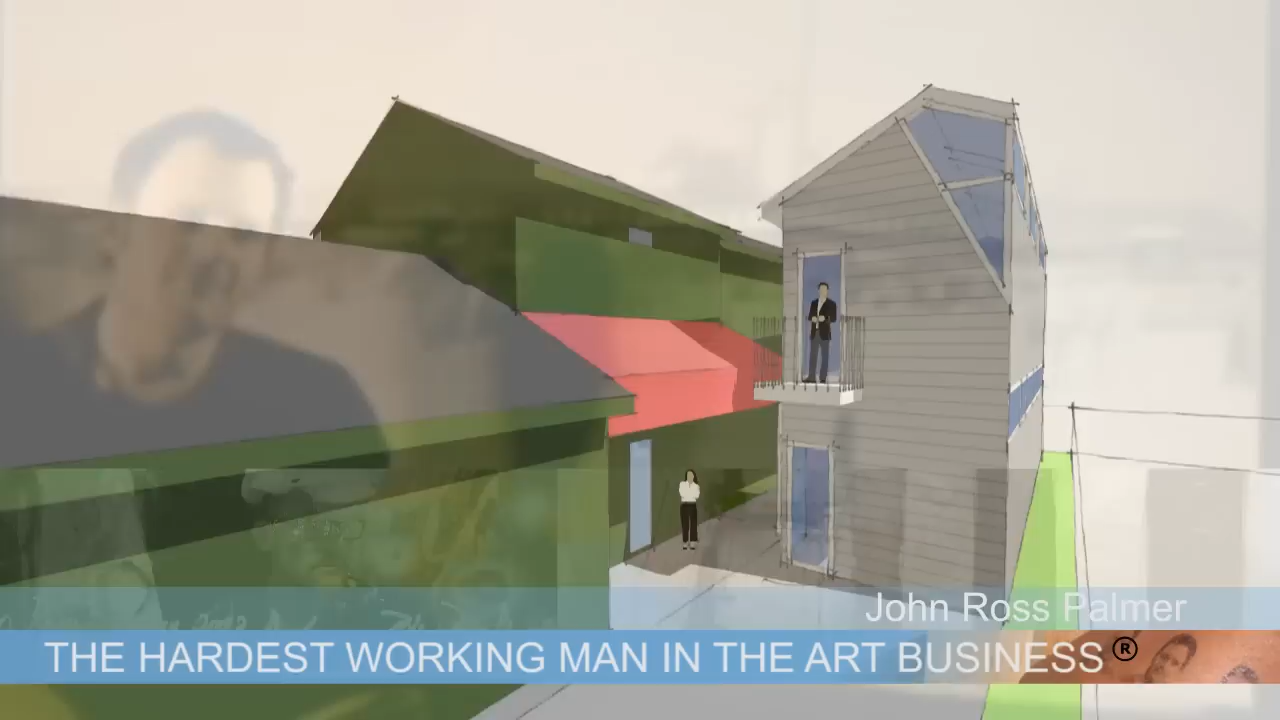 John Ross Palmer
THE HARDEST WORKING MAN IN THE ART BUSINESS ®